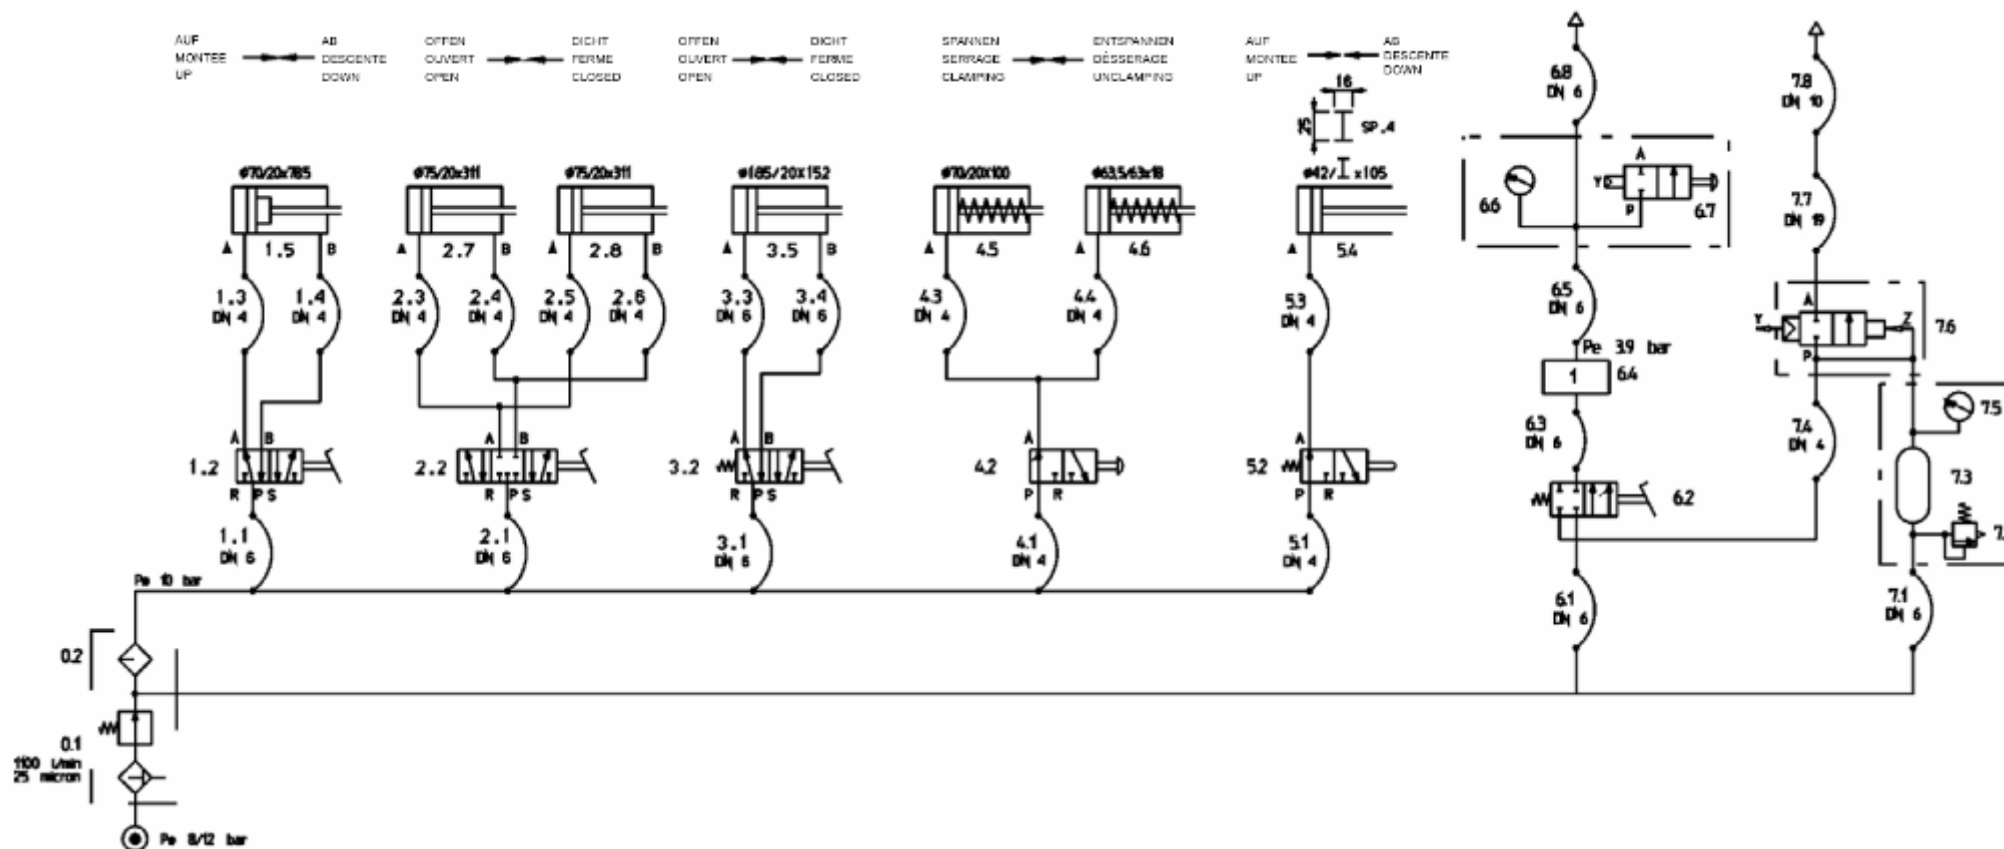 AUF
MONTEE
UP
AB
DESCENTE
DOWN
OFFEN
OUVERT
OPEN
DICHT
FERME
CLOSED
OFFEN
OUVERT
OPEN
DICHT
FERME
CLOSED
SPANNEN
SERRAGE
CLAMPING
ENTSPANNEN
DÉSSERAGE
UNCLAMPING
AUF
MONTEE
UP
AB
DESCENTE
DOWN
16
25
SP.4
ø70/20x785
ø75/20x311
ø75/20x311
ø185/20X152
ø70/20X100
ø63,5/63x18
ø42/ x105
A 1.5 B
A 2.7 B
A 2.8 B
A 3.5 B
A 4.5
A 4.6
A 5.4
1.3
DN 4
1.4
DN 4
2.3
DN 4
2.4
DN 4
2.5
DN 4
2.6
DN 4
3.3
DN 6
3.4
DN 6
4.3
DN 4
4.4
DN 4
5.3
DN 4
A B
1.2
R P S
A B
2.2
R P S
A B
3.2
R P S
A
4.2
P R
A
5.2
P R
1.1
DN 6
2.1
DN 6
3.1
DN 6
4.1
DN 4
5.1
DN 4
Pe 10 bar
0.2
0.1
1100 l/min
25 micron
Pe 8/12 bar
6.8
DN 6
6.6
A
Y
P
6.7
6.5
DN 6
Pe 3.9 bar
1
6.4
6.3
DN 6
6.2
6.1
DN 6
7.8
DN 10
7.7
DN 19
A
Y
Z
7.6
P
7.5
7.4
DN 4
7.3
7.1
DN 6